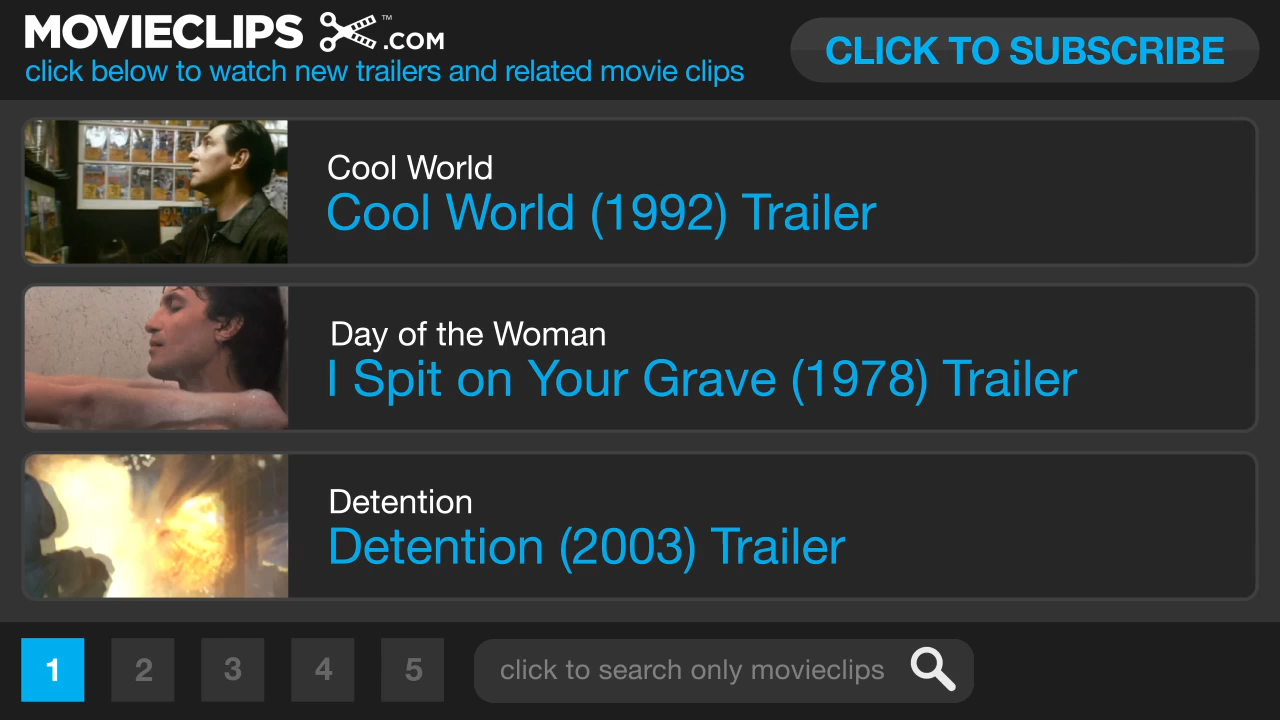 MOVIECLIPS ™ .COM
CLICK TO SUBSCRIBE
click below to watch new trailers and related movie clips
Cool World
Cool World (1992) Trailer
Day of the Woman
I Spit on Your Grave (1978) Trailer
Detention
Detention (2003) Trailer
1 2 3 4 5 click to search only movieclips